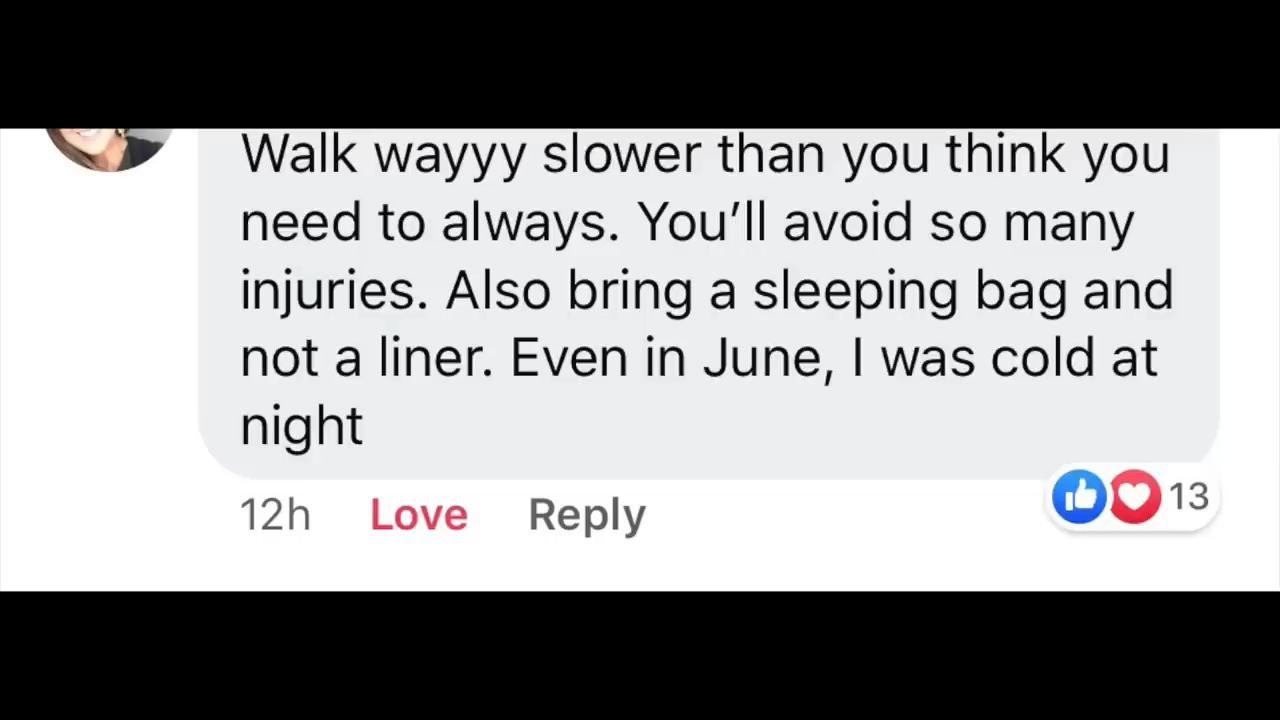 Walk wayyy slower than you think you
need to always. You’ll avoid so many
injuries. Also bring a sleeping bag and
not a liner. Even in June, I was cold at
night
12h Love Reply 13